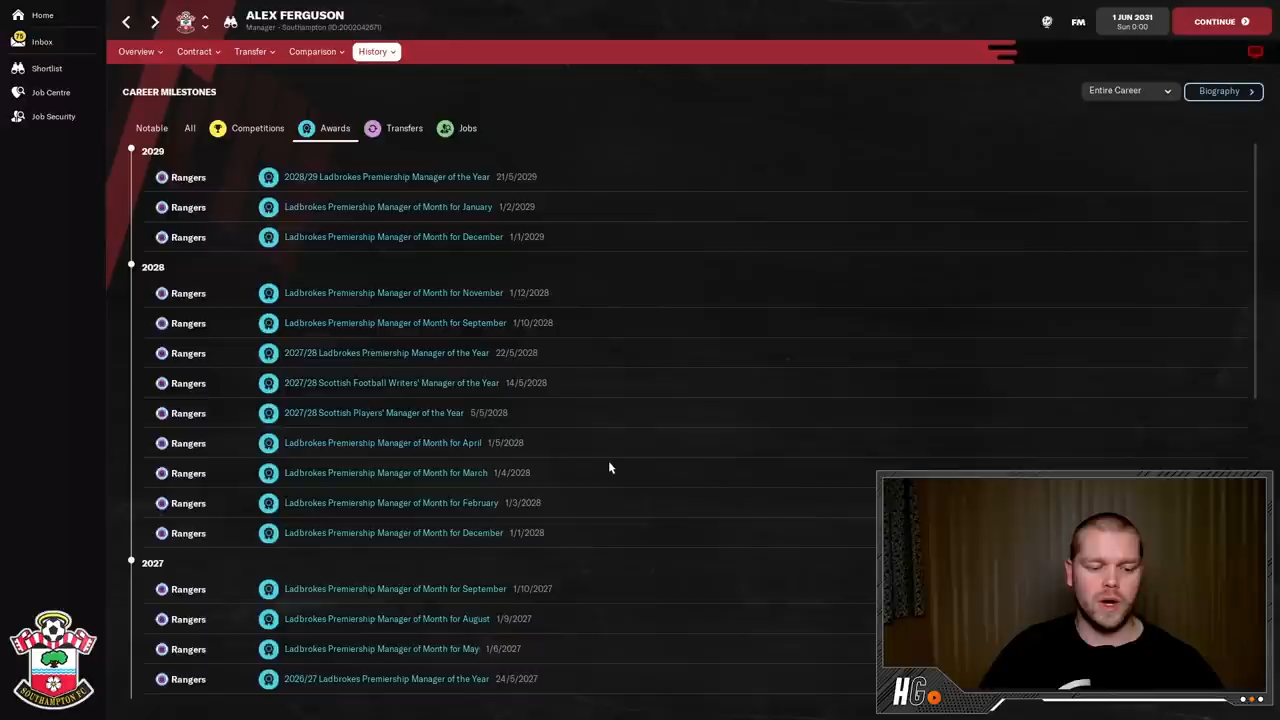 Home
75
Inbox
Shortlist
Job Centre
Job Security
ALEX FERGUSON
Manager - Southampton (ID:2002042671)
FM
1 JUN 2031
Sun 0:00
CONTINUE
Overview
Contract
Transfer
Comparison
History
CAREER MILESTONES
Entire Career
Biography
Notable
All
Competitions
Awards
Transfers
Jobs
2029
Rangers 2028/29 Ladbrokes Premiership Manager of the Year 21/5/2029
Rangers Ladbrokes Premiership Manager of Month for January 1/2/2029
Rangers Ladbrokes Premiership Manager of Month for December 1/1/2029
2028
Rangers Ladbrokes Premiership Manager of Month for November 1/12/2028
Rangers Ladbrokes Premiership Manager of Month for September 1/10/2028
Rangers 2027/28 Ladbrokes Premiership Manager of the Year 22/5/2028
Rangers 2027/28 Scottish Football Writers' Manager of the Year 14/5/2028
Rangers 2027/28 Scottish Players' Manager of the Year 5/5/2028
Rangers Ladbrokes Premiership Manager of Month for April 1/5/2028
Rangers Ladbrokes Premiership Manager of Month for March 1/4/2028
Rangers Ladbrokes Premiership Manager of Month for February 1/3/2028
Rangers Ladbrokes Premiership Manager of Month for December 1/1/2028
2027
Rangers Ladbrokes Premiership Manager of Month for September 1/10/2027
Rangers Ladbrokes Premiership Manager of Month for August 1/9/2027
Rangers Ladbrokes Premiership Manager of Month for May 1/6/2027
Rangers 2026/27 Ladbrokes Premiership Manager of the Year 24/5/2027
SOUTHAMPTON FC
HG